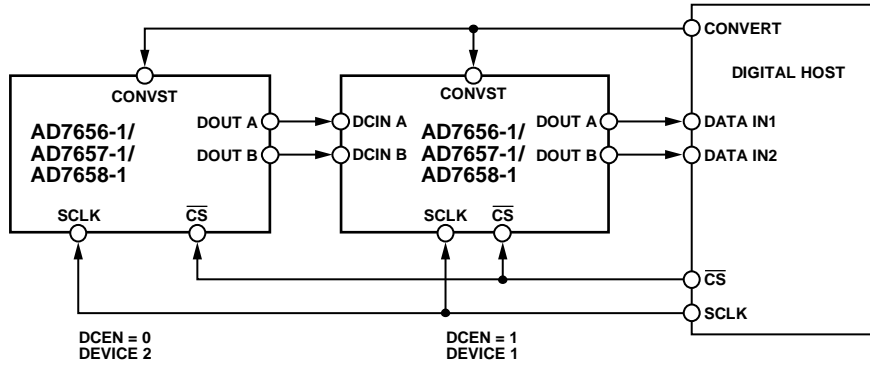 CONVERT
DIGITAL HOST
CONVST
CONVST
AD7656-1/
AD7657-1/
AD7658-1
DOUT A
DOUT B
DCIN A
DCIN B
AD7656-1/
AD7657-1/
AD7658-1
DOUT A
DOUT B
DATA IN1
DATA IN2
SCLK
CS
SCLK
CS
CS
SCLK
DCEN = 0
DEVICE 2
DCEN = 1
DEVICE 1